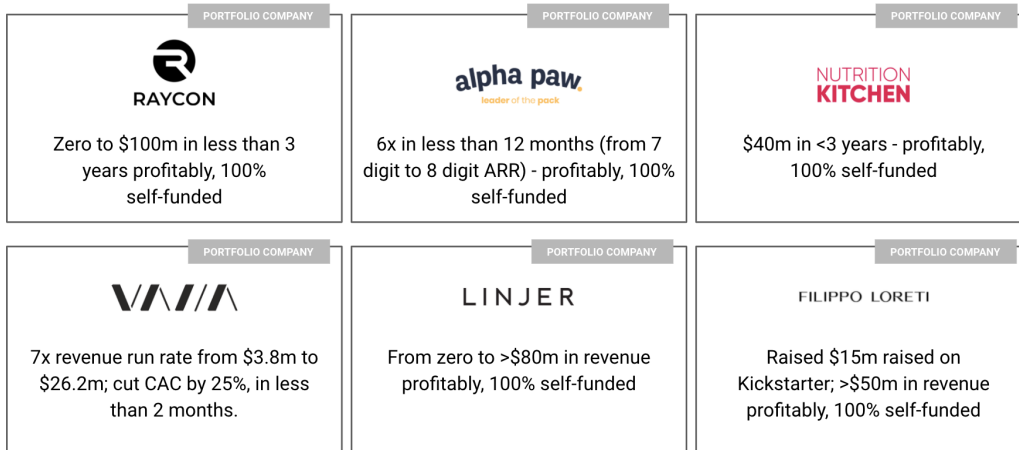 PORTFOLIO COMPANY
RAYCON
Zero to $100m in less than 3
years profitably, 100%
self-funded
PORTFOLIO COMPANY
alpha paw.
leader of the pack
6x in less than 12 months (from 7
digit to 8 digit ARR) - profitably, 100%
self-funded
PORTFOLIO COMPANY
NUTRITION
KITCHEN
$40m in <3 years - profitably,
100% self-funded
PORTFOLIO COMPANY
7x revenue run rate from $3.8m to
$26.2m; cut CAC by 25%, in less
than 2 months.
PORTFOLIO COMPANY
LINJER
From zero to >$80m in revenue
profitably, 100% self-funded
PORTFOLIO COMPANY
FILIPPO LORETI
Raised $15m raised on
Kickstarter; >$50m in revenue
profitably, 100% self-funded